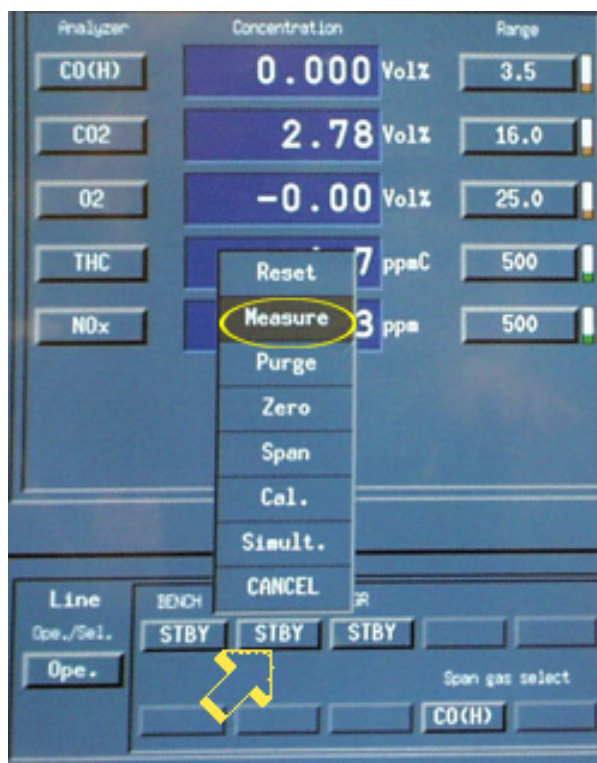 Analyzer Concentration Range
CO(H) 0.000 Vol% 3.5
CO2 2.78 Vol% 16.0
O2 -0.00 Vol% 25.0
THC 7 ppmC 500
NOx 3 ppm 500
Reset
Measure
Purge
Zero
Span
Cal.
Simult.
CANCEL
Line BENCH
Ope./Sel. STBY STBY STBY
Ope.
Span gas select
CO(H)